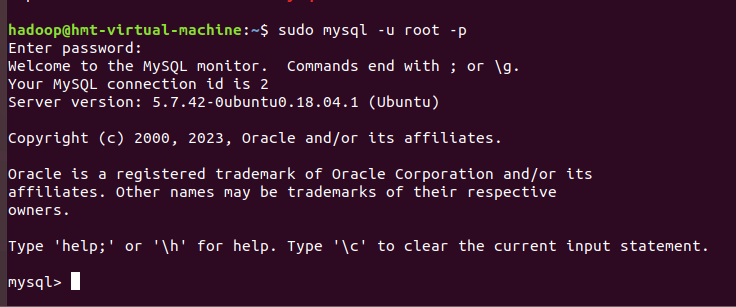 hadoop@hmt-virtual-machine:~$ sudo mysql -u root -p
Enter password:
Welcome to the MySQL monitor.  Commands end with ; or \g.
Your MySQL connection id is 2
Server version: 5.7.42-0ubuntu0.18.04.1 (Ubuntu)
Copyright (c) 2000, 2023, Oracle and/or its affiliates.
Oracle is a registered trademark of Oracle Corporation and/or its
affiliates. Other names may be trademarks of their respective
owners.
Type 'help;' or '\h' for help. Type '\c' to clear the current input statement.
mysql>